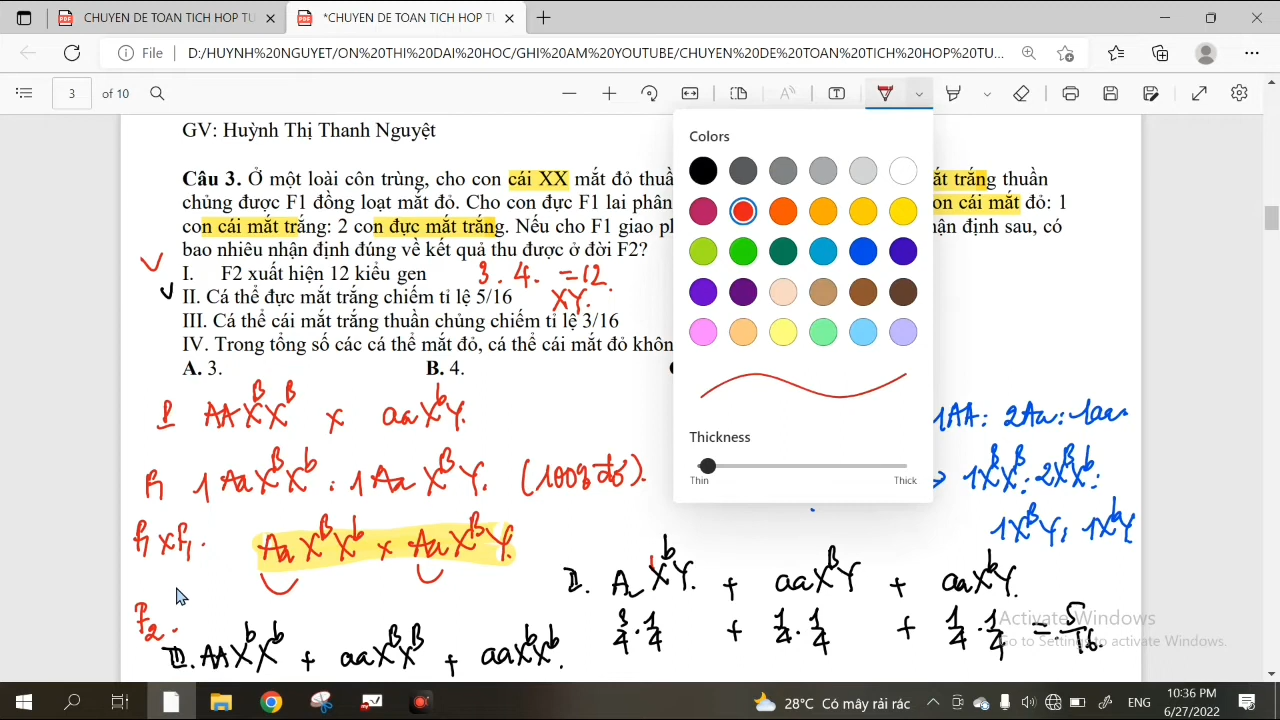 CHUYEN DE TOAN TICH HOP TU
*CHUYEN DE TOAN TICH HOP TU
File
D:/HUYNH%20NGUYET/ON%20THI%20DAI%20HOC/GHI%20AM%20YOUTUBE/CHUYEN%20DE%20TOAN%20TICH%20HOP%20TU...
3 of 10
GV: Huỳnh Thị Thanh Nguyệt
Câu 3. Ở một loài côn trùng, cho con cái XX mắt đỏ thuầ ắt trắng thuần
chủng được F1 đồng loạt mắt đỏ. Cho con đực F1 lai phân on cái mắt đỏ: 1
con cái mắt trắng: 2 con đực mắt trắng. Nếu cho F1 giao ph ận định sau, có
bao nhiêu nhận định đúng về kết quả thu được ở đời F2?
I. F2 xuất hiện 12 kiểu gen 3 . 4. = 12.
II. Cá thể đực mắt trắng chiếm tỉ lệ 5/16 XY.
III. Cá thể cái mắt trắng thuần chủng chiếm tỉ lệ 3/16
IV. Trong tổng số các cá thể mắt đỏ, cá thể cái mắt đỏ khôn
A. 3. B. 4.
Colors
Thickness
Thin Thick
P AAX^BX^B x aaX^bY.
F1 1AaX^BX^b : 1AaX^BY. (100% đỏ).
F1 x F1. AaX^BX^b x AaX^BY.
F2.
1AA: 2Aa: 1aa
1X^BX^B: 2X^BX^b:
1X^BY: 1X^bY
II. A_X^bY. + aaX^BY + aaX^bY.
3/4 . 1/4 + 1/4 . 1/4 + 1/4 . 1/4 = 5/16.
III. AAX^bX^b + aaX^BX^B + aaX^bX^b.
Activate Windows
Go to Settings to activate Windows.
28°C Có mây rải rác
10:36 PM
6/27/2022